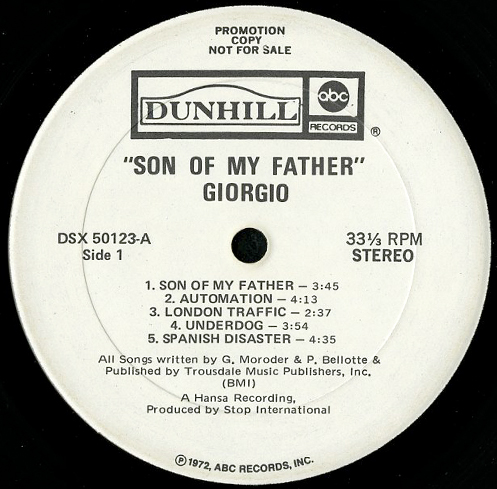 PROMOTION
COPY
NOT FOR SALE
DUNHILL
abc
RECORDS
®
"SON OF MY FATHER"
GIORGIO
DSX 50123-A
Side 1
33⅓ RPM
STEREO
1. SON OF MY FATHER — 3:45
2. AUTOMATION — 4:13
3. LONDON TRAFFIC — 2:37
4. UNDERDOG — 3:54
5. SPANISH DISASTER — 4:35
All Songs written by G. Moroder & P. Bellotte &
Published by Trousdale Music Publishers, Inc.
(BMI)
A Hansa Recording,
Produced by Stop International
℗1972, ABC RECORDS, INC.